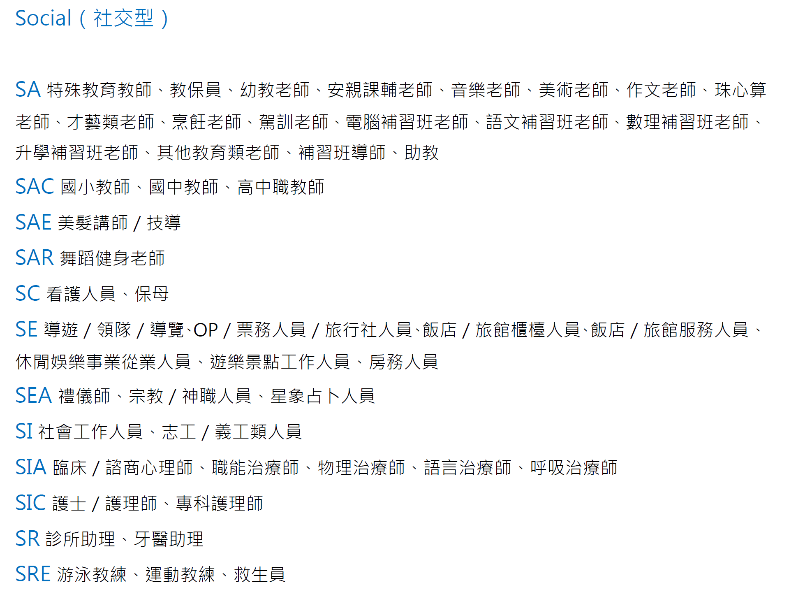 Social（社交型）
SA 特殊教育教師、教保員、幼教老師、安親課輔老師、音樂老師、美術老師、作文老師、珠心算
老師、才藝類老師、烹飪老師、駕訓老師、電腦補習班老師、語文補習班老師、數理補習班老師、
升學補習班老師、其他教育類老師、補習班導師、助教
SAC 國小教師、國中教師、高中職教師
SAE 美髮講師 / 技導
SAR 舞蹈健身老師
SC 看護人員、保母
SE 導遊 / 領隊 / 導覽、OP / 票務人員 / 旅行社人員、飯店 / 旅館櫃檯人員、飯店 / 旅館服務人員、
休閒娛樂事業從業人員、遊樂景點工作人員、房務人員
SEA 禮儀師、宗教 / 神職人員、星象占卜人員
SI 社會工作人員、志工 / 義工類人員
SIA 臨床 / 諮商心理師、職能治療師、物理治療師、語言治療師、呼吸治療師
SIC 護士 / 護理師、專科護理師
SR 診所助理、牙醫助理
SRE 游泳教練、運動教練、救生員